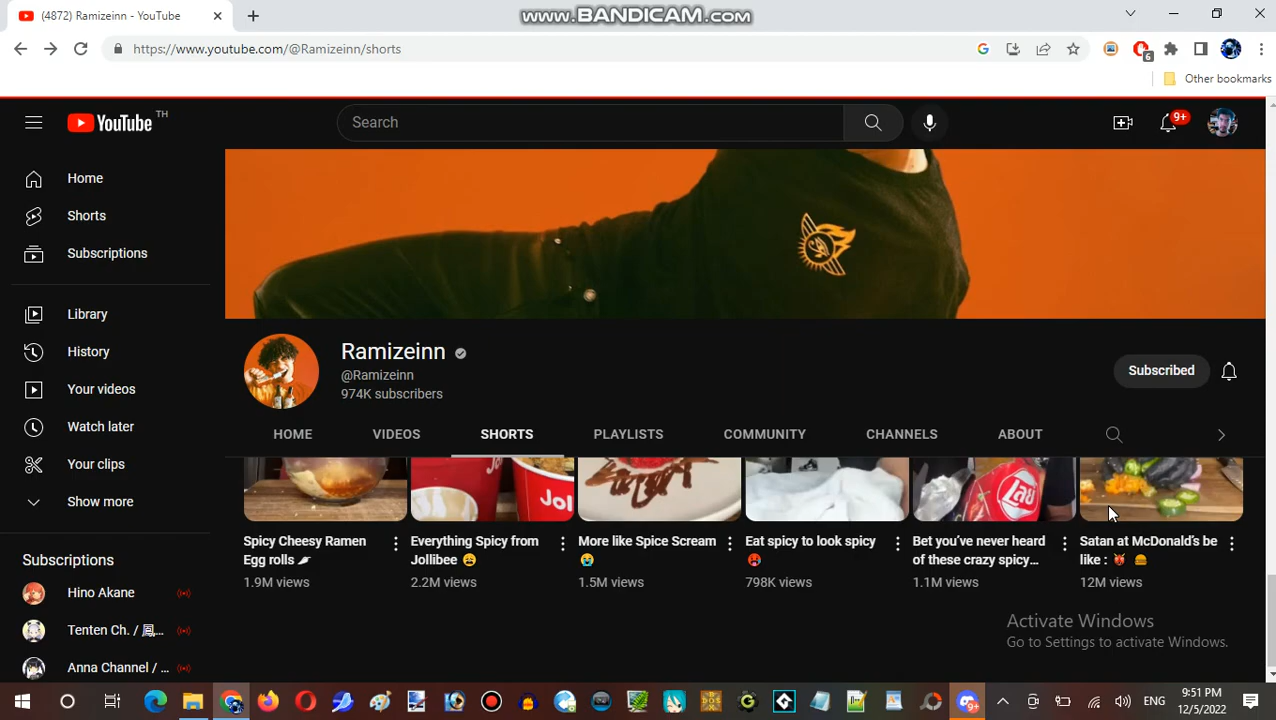 (4872) Ramizeinn - YouTube
www.BANDICAM.com
https://www.youtube.com/@Ramizeinn/shorts
6
Other bookmarks
YouTube TH
Search
9+
Home
Shorts
Subscriptions
Library
History
Your videos
Watch later
Your clips
Show more
Subscriptions
Hino Akane
Tenten Ch. / 凰...
Anna Channel / ...
Ramizeinn
@Ramizeinn
974K subscribers
Subscribed
HOME VIDEOS SHORTS PLAYLISTS COMMUNITY CHANNELS ABOUT
Spicy Cheesy Ramen
Egg rolls
1.9M views
Everything Spicy from
Jollibee 😩
2.2M views
More like Spice Scream
😭
1.5M views
Eat spicy to look spicy
🥵
798K views
Bet you’ve never heard
of these crazy spicy...
1.1M views
Satan at McDonald’s be
like : 👹 🍔
12M views
Activate Windows
Go to Settings to activate Windows.
9+
ENG
9:51 PM
12/5/2022